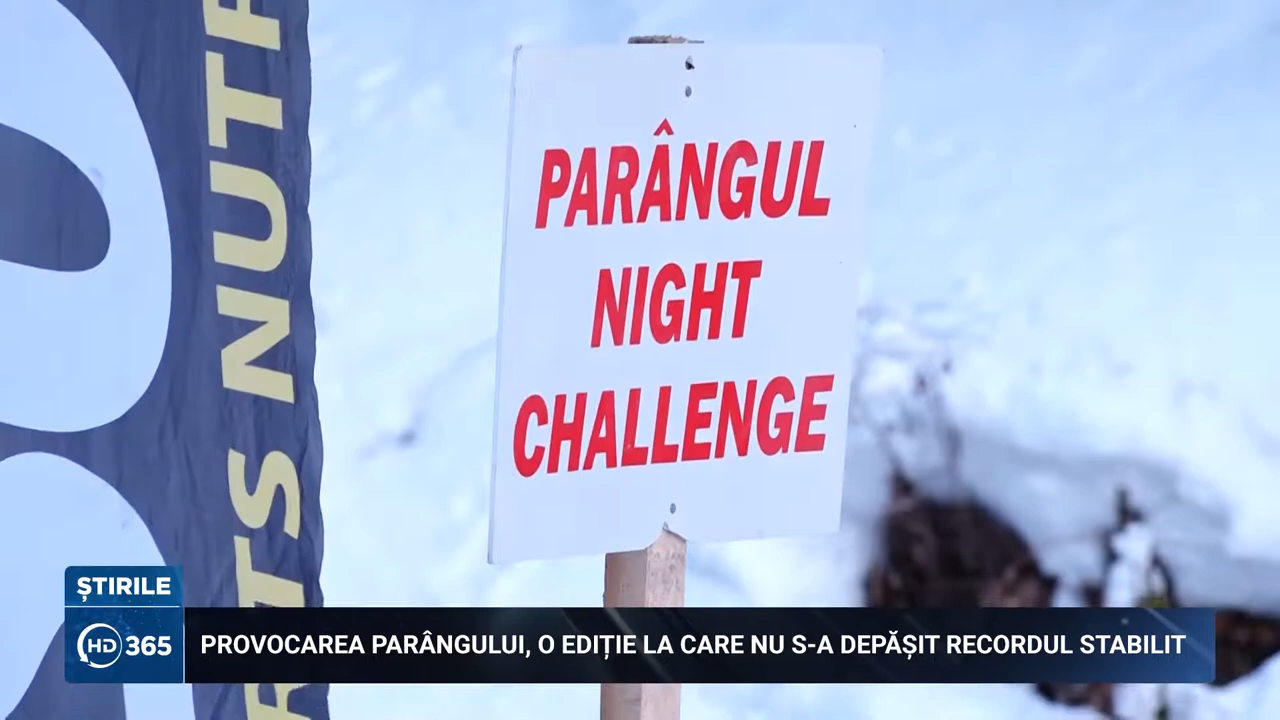 PARÂNGUL
NIGHT
CHALLENGE
ȘTIRILE
HD 365
PROVOCAREA PARÂNGULUI, O EDIȚIE LA CARE NU S-A DEPĂȘIT RECORDUL STABILIT